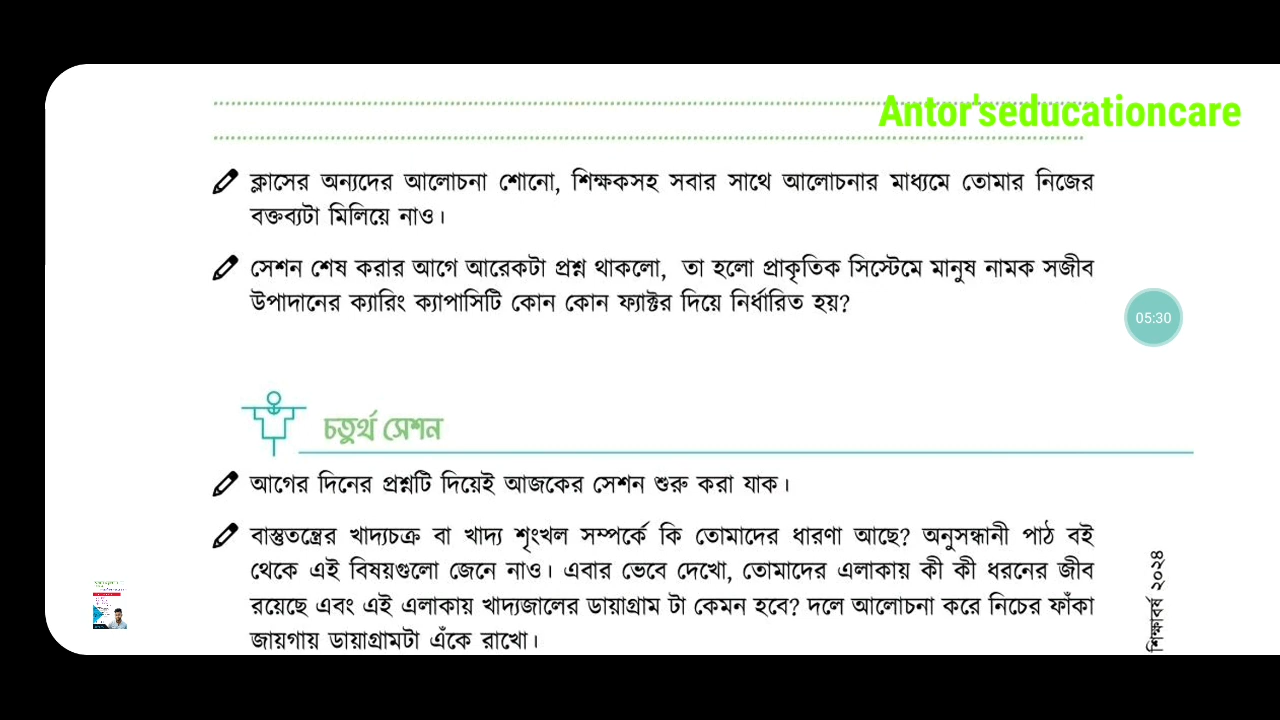 Antor'seducationcare
ক্লাসের অন্যদের আলোচনা শোনো, শিক্ষকসহ সবার সাথে আলোচনার মাধ্যমে তোমার নিজের
বক্তব্যটা মিলিয়ে নাও।
সেশন শেষ করার আগে আরেকটা প্রশ্ন থাকলো, তা হলো প্রাকৃতিক সিস্টেমে মানুষ নামক সজীব
উপাদানের ক্যারিং ক্যাপাসিটি কোন কোন ফ্যাক্টর দিয়ে নির্ধারিত হয়?
05:30
চতুর্থ সেশন
আগের দিনের প্রশ্নটি দিয়েই আজকের সেশন শুরু করা যাক।
বাস্তুতন্ত্রের খাদ্যচক্র বা খাদ্য শৃংখল সম্পর্কে কি তোমাদের ধারণা আছে? অনুসন্ধানী পাঠ বই
থেকে এই বিষয়গুলো জেনে নাও। এবার ভেবে দেখো, তোমাদের এলাকায় কী কী ধরনের জীব
রয়েছে এবং এই এলাকায় খাদ্যজালের ডায়াগ্রাম টা কেমন হবে? দলে আলোচনা করে নিচের ফাঁকা
জায়গায় ডায়াগ্রামটা এঁকে রাখো।
শিক্ষাবর্ষ ২০২৪